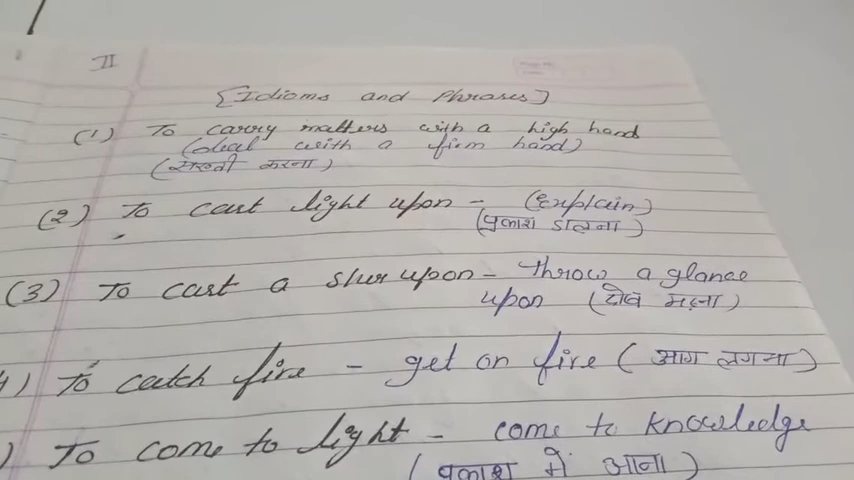 II
[Idioms and Phrases]
(1) To carry matters with a high hand
(deal with a firm hand)
(सख्ती करना)
(2) To cast light upon - (Explain)
(प्रकाश डालना)
(3) To cast a slur upon - Throw a glance
upon (दोष मढ़ना)
) To catch fire - get on fire (आग लगना)
) To come to light - come to knowledge
(प्रकाश में आना)